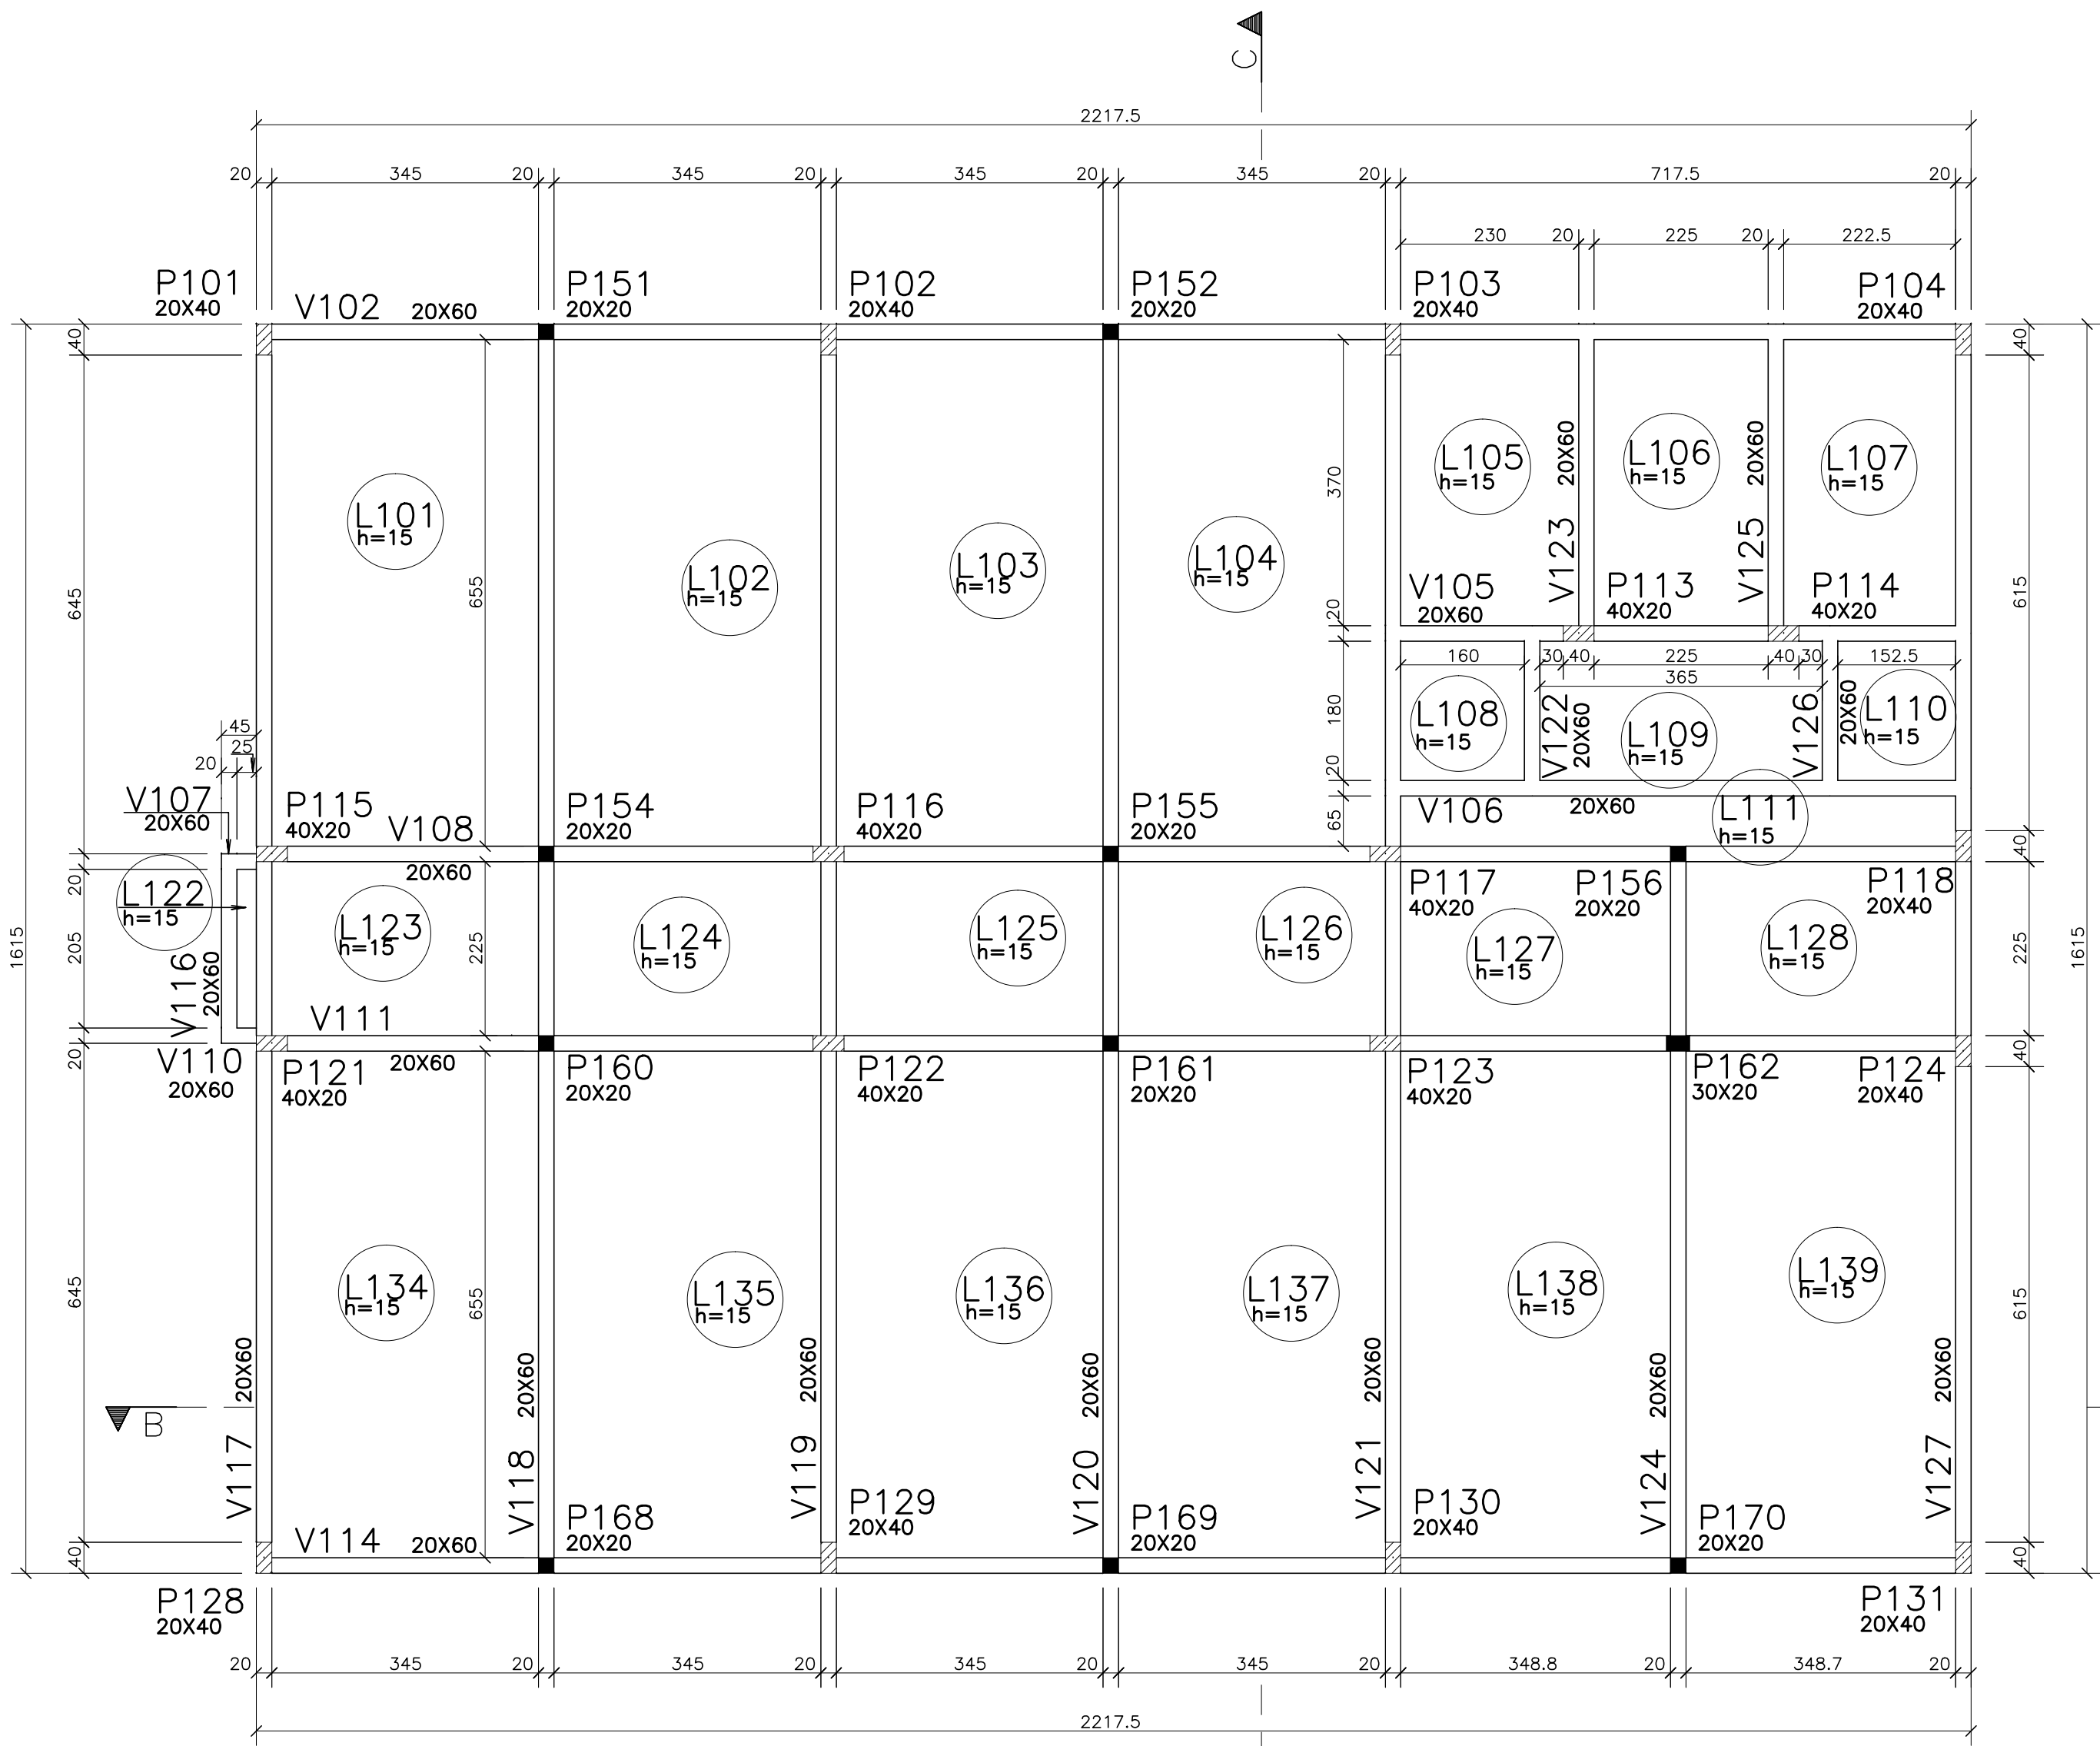 C
2217.5
20 345 20 345 20 345 20 345 20 717.5 20
230 20 225 20 222.5
P101
20X40
V102 20X60
P151
20X20
P102
20X40
P152
20X20
P103
20X40
P104
20X40
40
40
L101
h=15
L102
h=15
L103
h=15
L104
h=15
L105
h=15
L106
h=15
L107
h=15
370
655
645
615
20
V123 20X60
V125 20X60
V105
20X60
P113
40X20
P114
40X20
160 30 40 225 40 30 152.5
365
180
20
65
L108
h=15
V122
20X60
L109
h=15
V126
20X60
L110
h=15
45
25
20
V107
20X60
P115
40X20
V108
20X60
P154
20X20
P116
40X20
P155
20X20
V106 20X60
L111
h=15
40
L122
h=15
20
205
20
V116
20X60
1615
1615
L123
h=15
225
L124
h=15
L125
h=15
L126
h=15
P117
40X20
P156
20X20
P118
20X40
L127
h=15
L128
h=15
225
V111
20X60
V110
20X60
P121
40X20
P160
20X20
P122
40X20
P161
20X20
P123
40X20
P162
30X20
P124
20X40
40
L134
h=15
L135
h=15
L136
h=15
L137
h=15
L138
h=15
L139
h=15
645
655
615
B
V117 20X60
V118 20X60
V119 20X60
V120 20X60
V121 20X60
V124 20X60
V127 20X60
V114 20X60
P168
20X20
P129
20X40
P169
20X20
P130
20X40
P170
20X20
40
40
P128
20X40
P131
20X40
20 345 20 345 20 345 20 345 20 348.8 20 348.7 20
2217.5